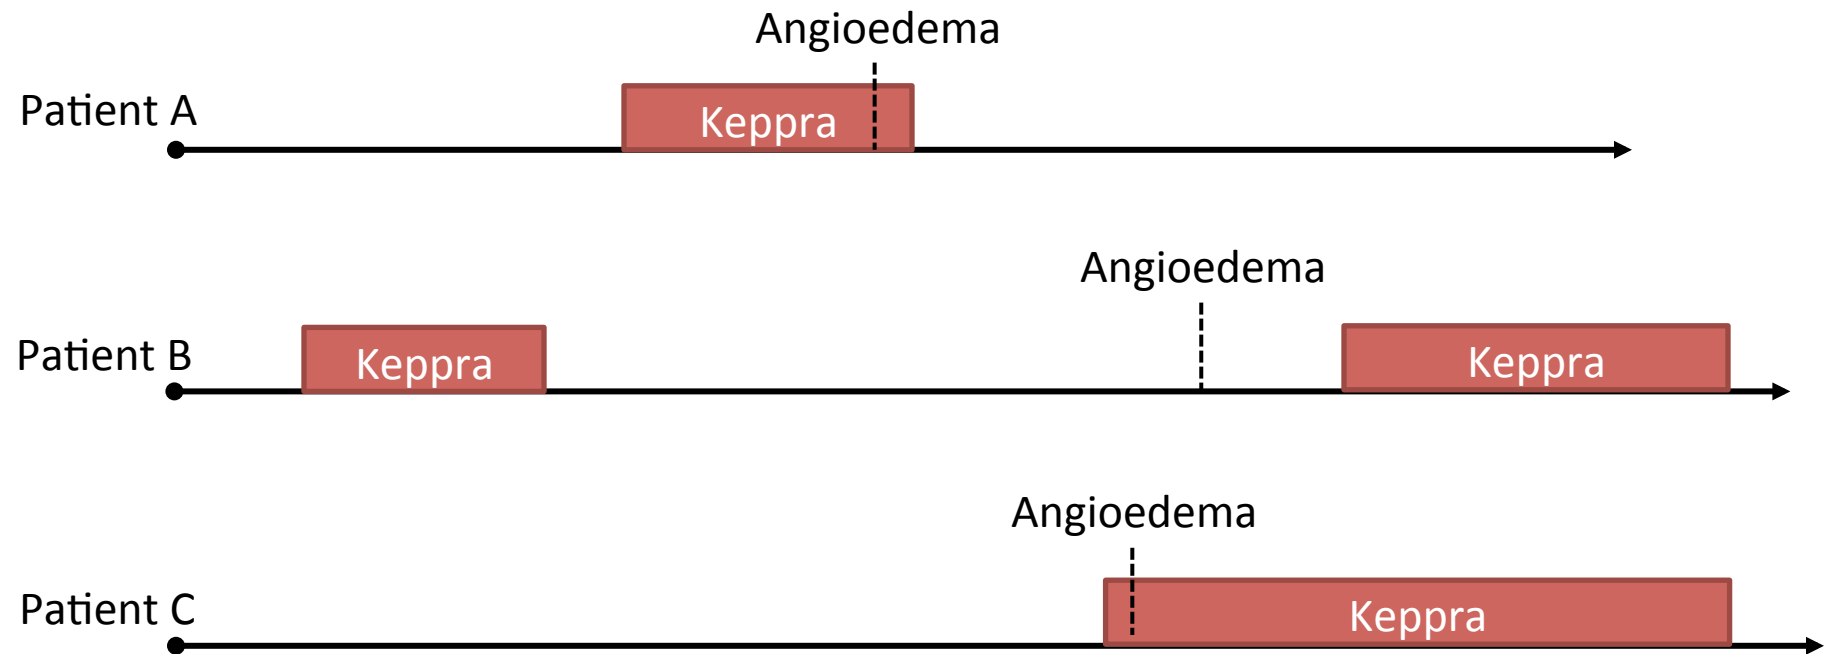 Angioedema
Patient A
Keppra
Angioedema
Patient B
Keppra
Keppra
Angioedema
Patient C
Keppra